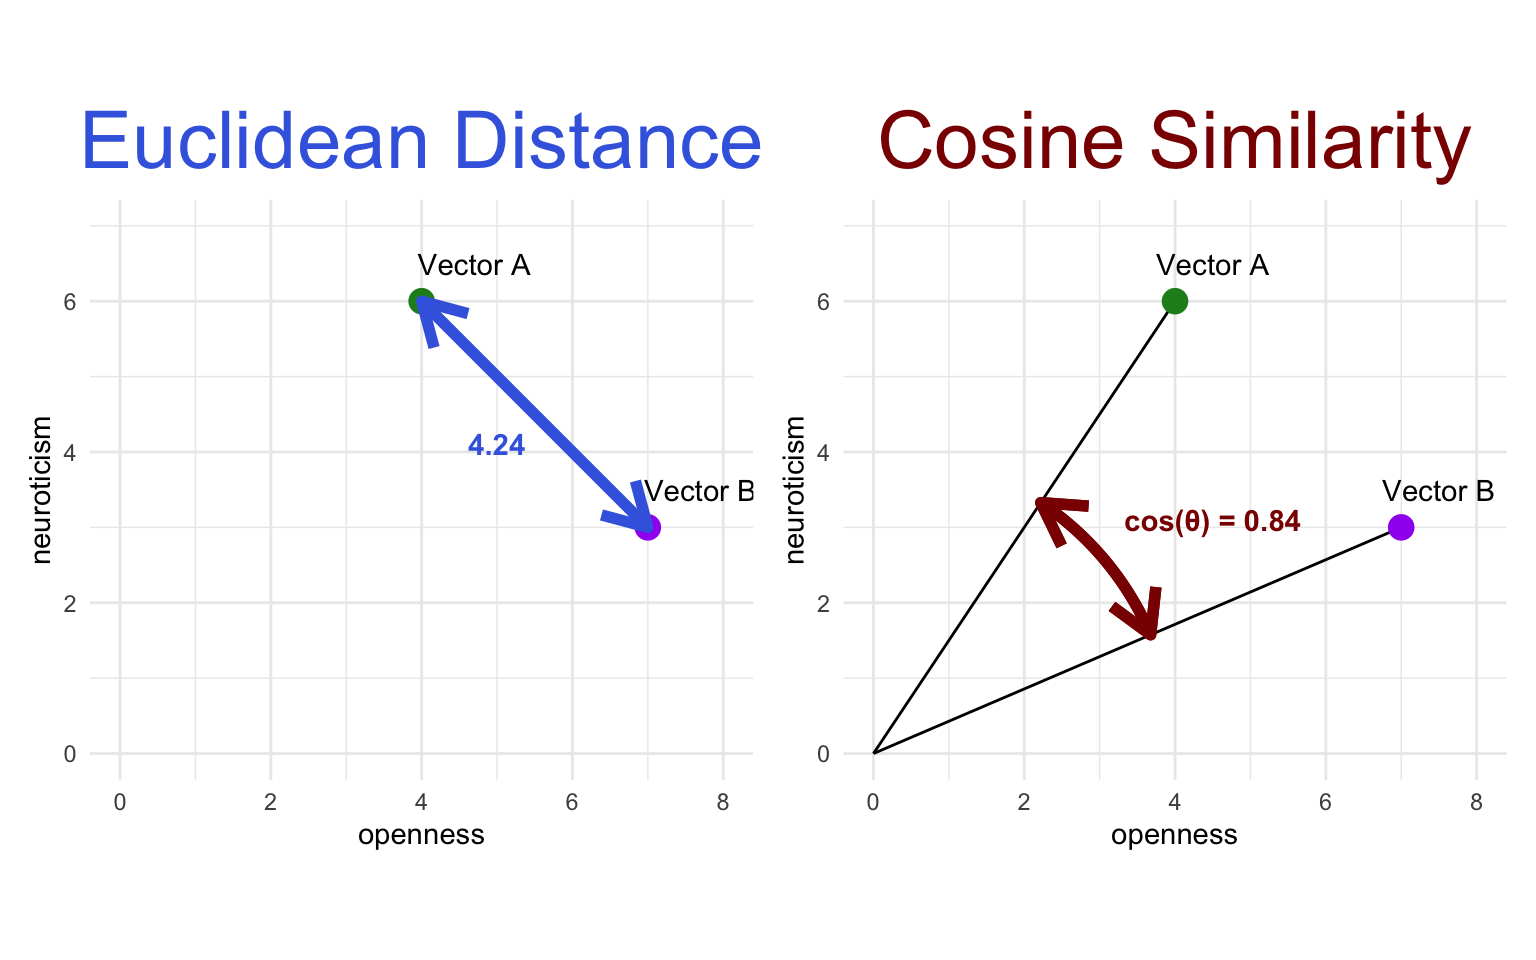 Euclidean Distance
Vector A
6
4.24
4
Vector B
neuroticism
2
0
0 2 4 6 8
openness
Cosine Similarity
Vector A
6
4
Vector B
cos(θ) = 0.84
neuroticism
2
0
0 2 4 6 8
openness